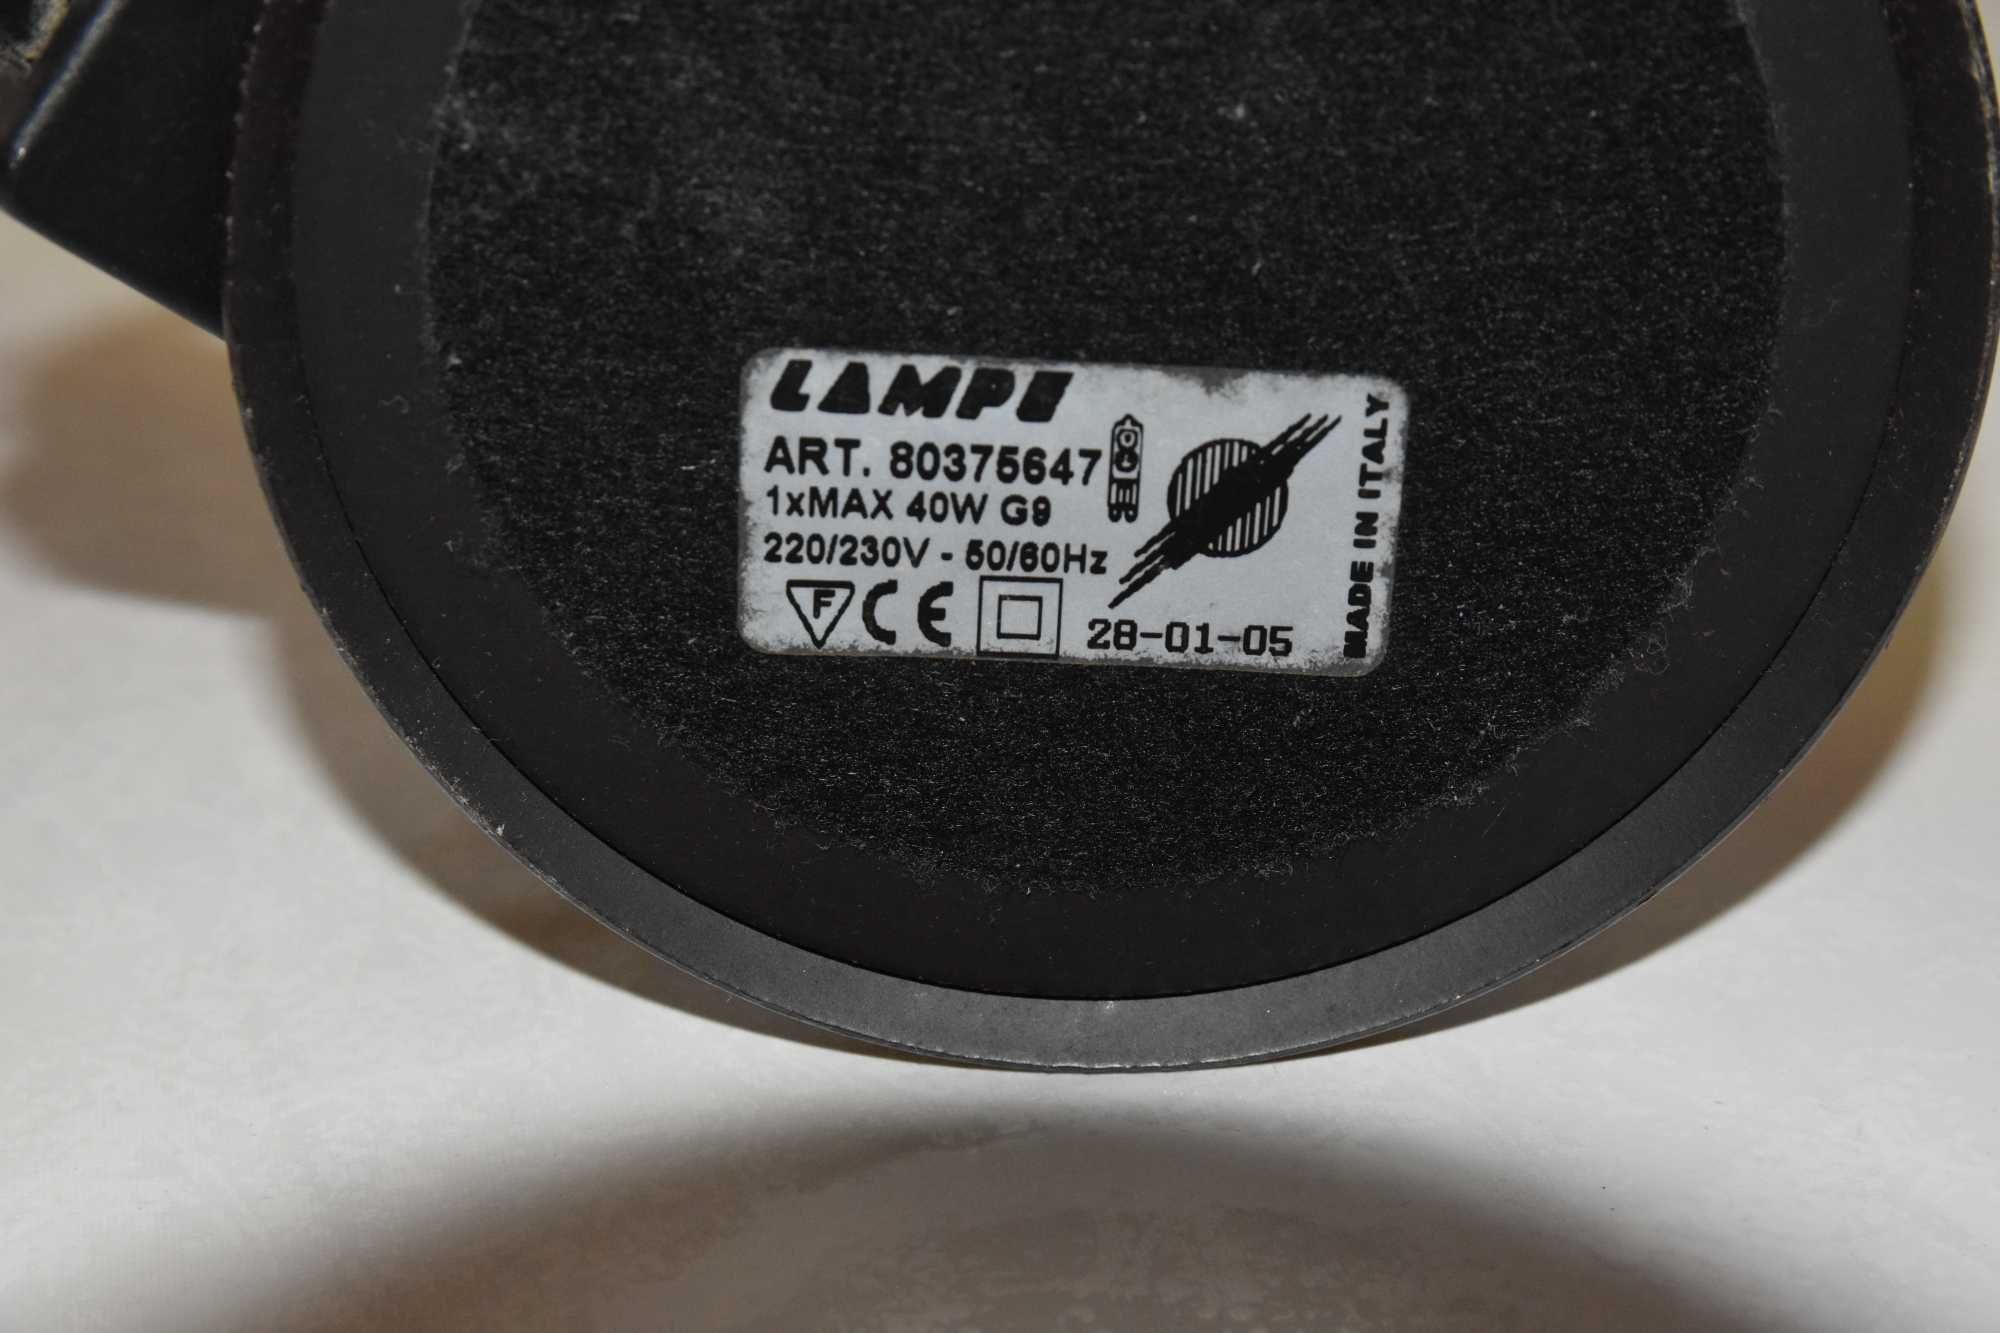 LAMPE
ART. 80375647
1xMAX 40W G9
220/230V - 50/60Hz
F CE 28-01-05
MADE IN ITALY